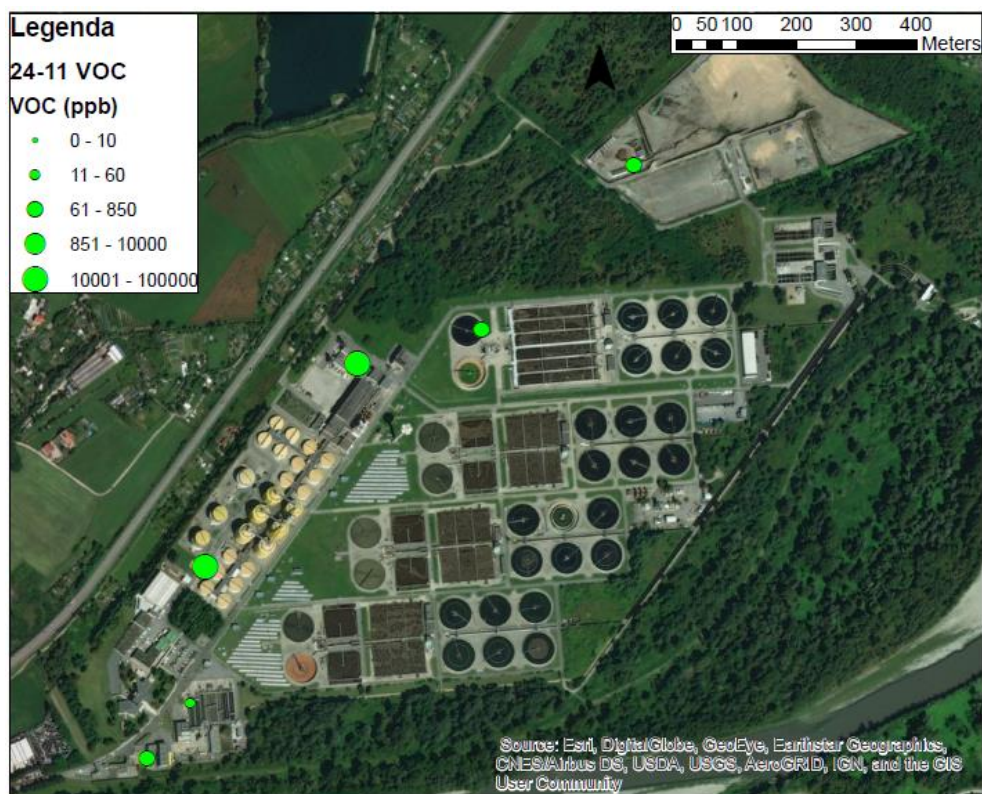 Legenda
24-11 VOC
VOC (ppb)
0 - 10
11 - 60
61 - 850
851 - 10000
10001 - 100000
0 50 100 200 300 400
Meters
Source: Esri, DigitalGlobe, GeoEye, Earthstar Geographics,
CNES/Airbus DS, USDA, USGS, AeroGRID, IGN, and the GIS
User Community